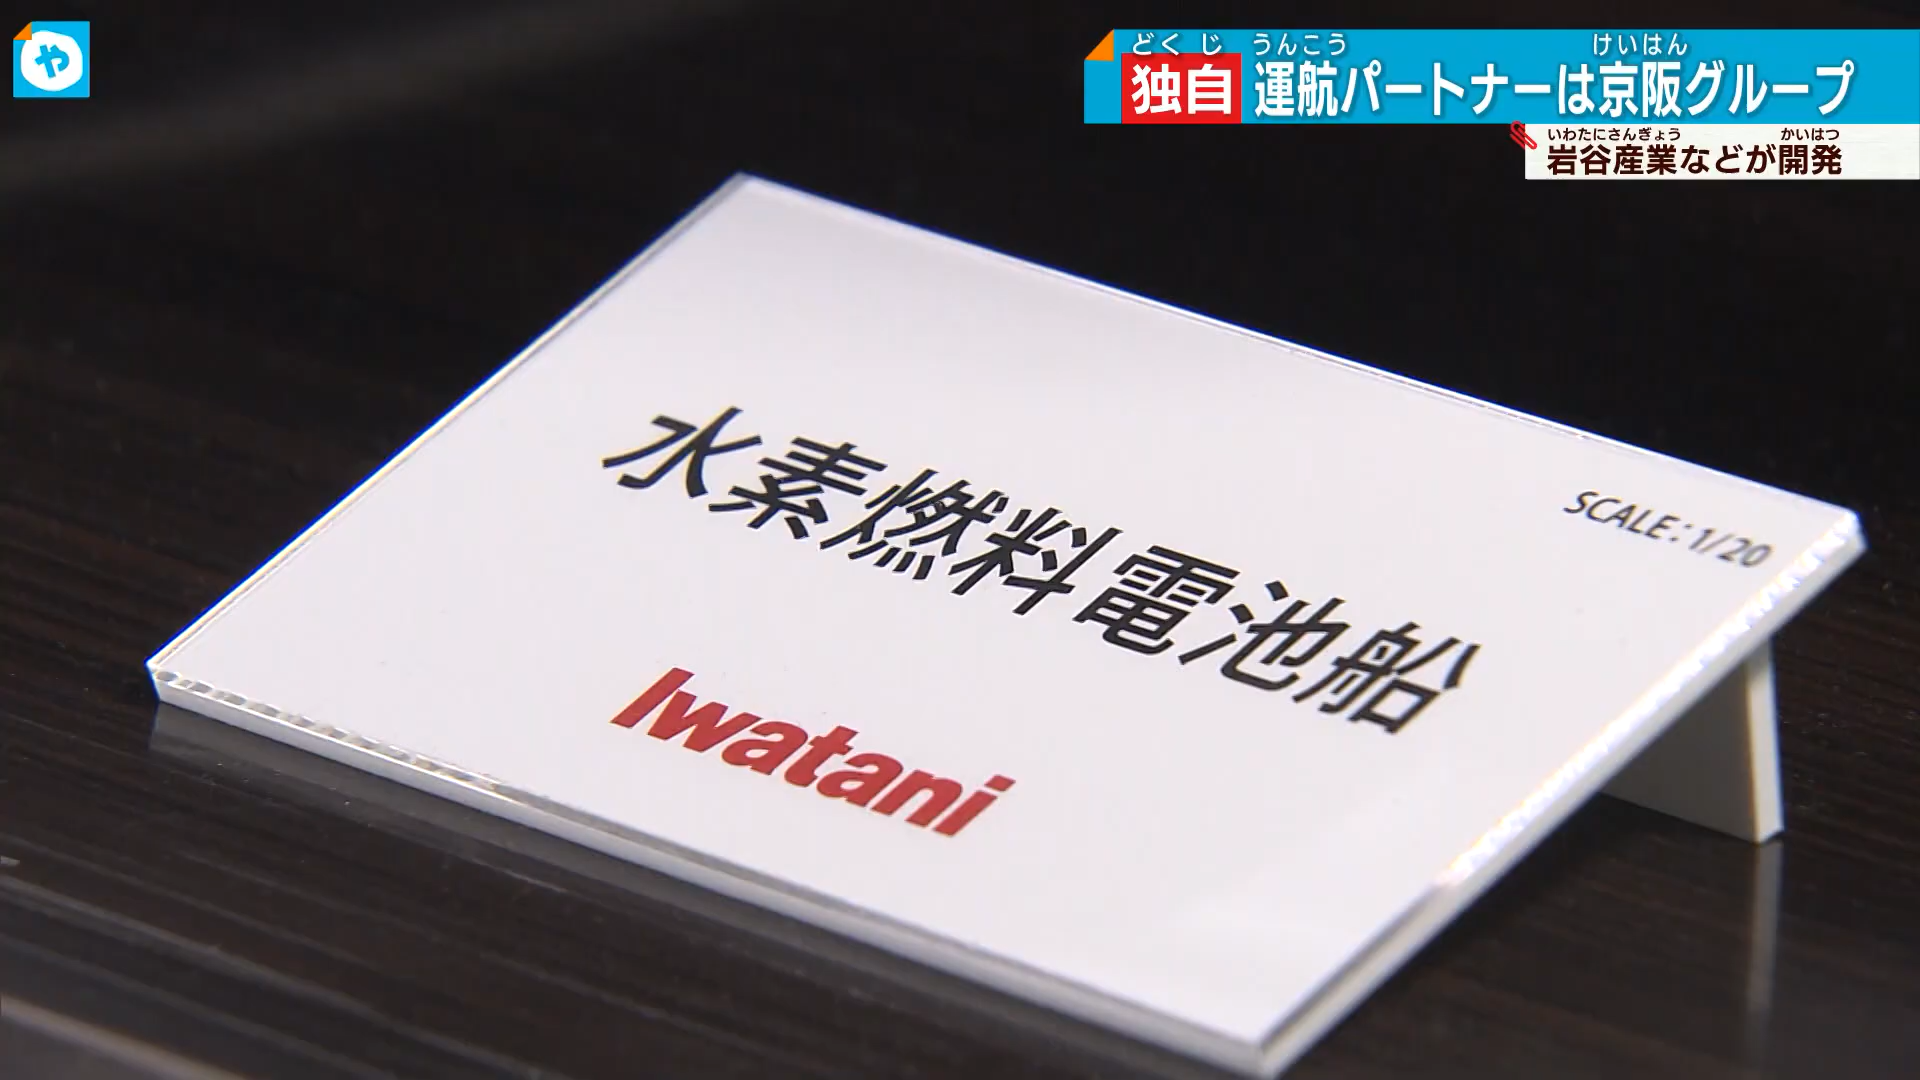 や
どくじ うんこう けいはん
独自 運航パートナーは京阪グループ
いわたにさんぎょう かいはつ
岩谷産業などが開発
SCALE:1/20
水素燃料電池船
Iwatani